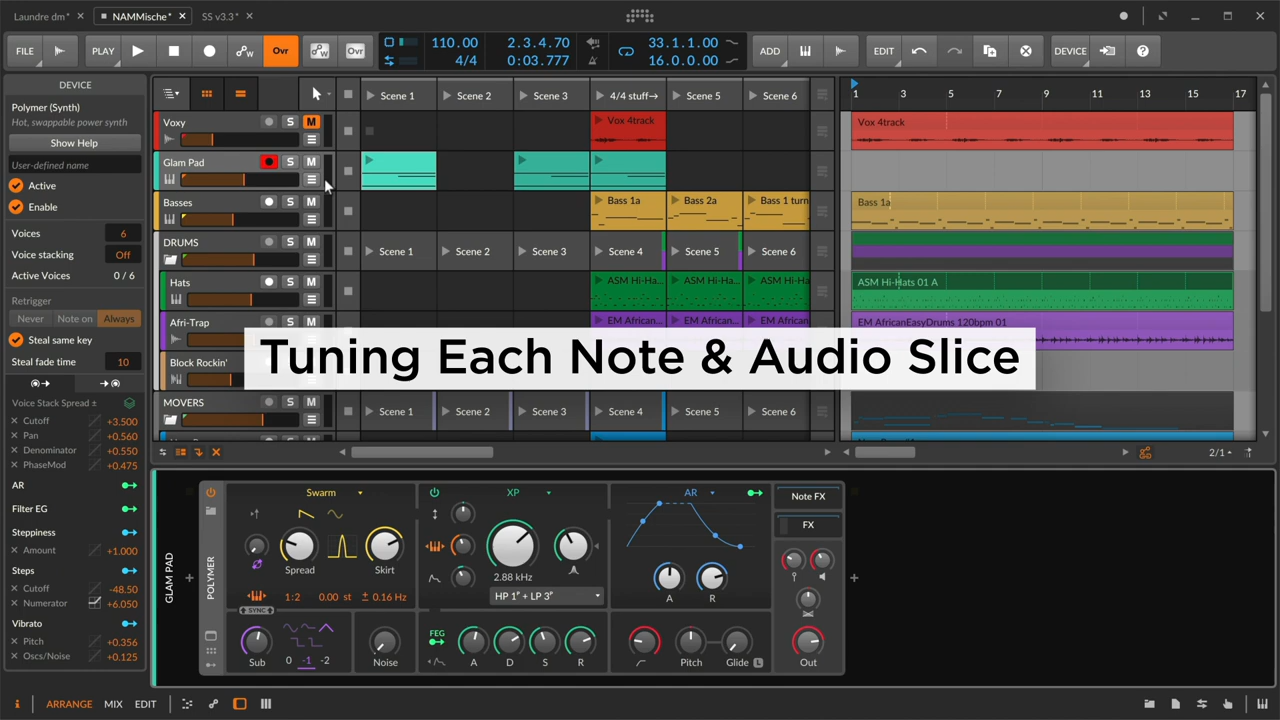 Laundre dm*
NAMMische*
SS v3.3*
FILE
PLAY
Ovr
Ovr
110.00
4/4
2.3.4.70
0:03.777
33.1.1.00
16.0.0.00
ADD
EDIT
DEVICE
DEVICE
Polymer (Synth)
Hot, swappable power synth
Show Help
User-defined name
Active
Enable
Voices 6
Voice stacking Off
Active Voices 0 / 6
Retrigger
Never Note on Always
Steal same key
Steal fade time 10
Voice Stack Spread ±
Cutoff +3.500
Pan +0.560
Denominator +0.550
PhaseMod +0.475
AR
Filter EG
Steppiness
Amount +1.000
Steps
Cutoff -48.50
Numerator +6.050
Vibrato
Pitch +0.356
Oscs/Noise +0.125
Scene 1 Scene 2 Scene 3 4/4 stuff→ Scene 5 Scene 6
1 3 5 7 9 11 13 15 17
Voxy S M
Vox 4track
Vox 4track
Glam Pad S M
Basses S M
Bass 1a Bass 2a Bass 1 turn
Bass 1a
DRUMS S M
Scene 1 Scene 2 Scene 3 Scene 4 Scene 5 Scene 6
Hats S M
ASM Hi-Ha... ASM Hi-Ha... ASM Hi-Ha...
ASM Hi-Hats 01 A
Afri-Trap S M
EM African... EM African... EM African...
EM AfricanEasyDrums 120bpm 01
Tuning Each Note & Audio Slice
Block Rockin'
MOVERS S M
Scene 1 Scene 2 Scene 3 Scene 4 Scene 5 Scene 6
2/1
GLAM PAD
POLYMER
Swarm
Spread
Skirt
1:2 0.00 st ± 0.16 Hz
SYNC
Sub
0 -1 -2
Noise
XP
2.88 kHz
HP 1ᵖ + LP 3ᵖ
FEG
A D S R
AR
A R
Pitch
Glide L
Note FX
FX
Out
ARRANGE MIX EDIT